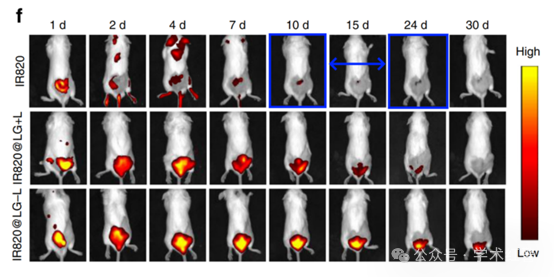 f
1 d 2 d 4 d 7 d 10 d 15 d 24 d 30 d
High
IR820
IR820@LG+L
IR820@LG−L
Low
公众号 · 学术